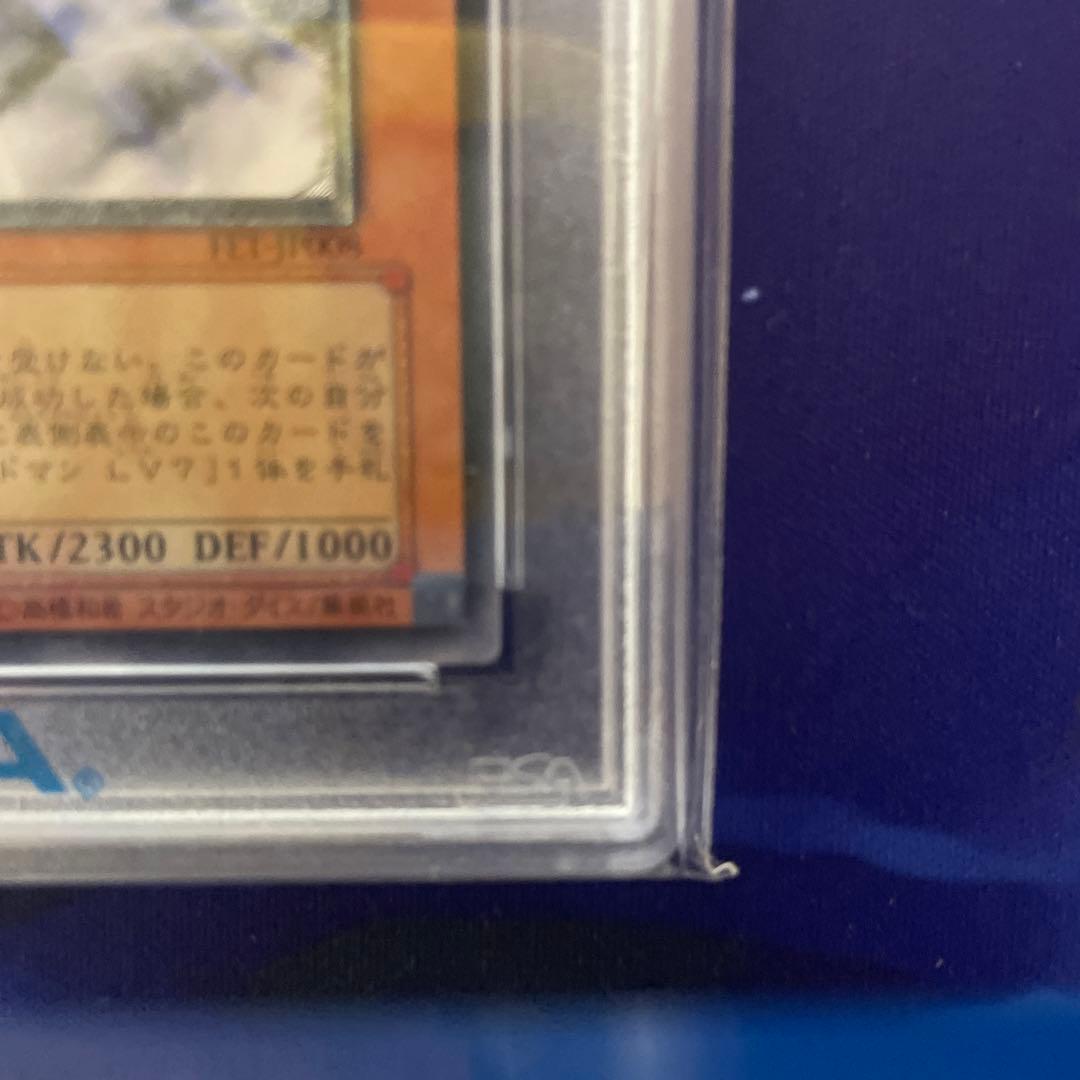 受けない。このカードが
成功した場合、次の自分
表側表示のこのカードを
ドマン LV7」1体を手札
TK/2300 DEF/1000
高橋和希 スタジオ・ダイス/集英社
A®
PSA